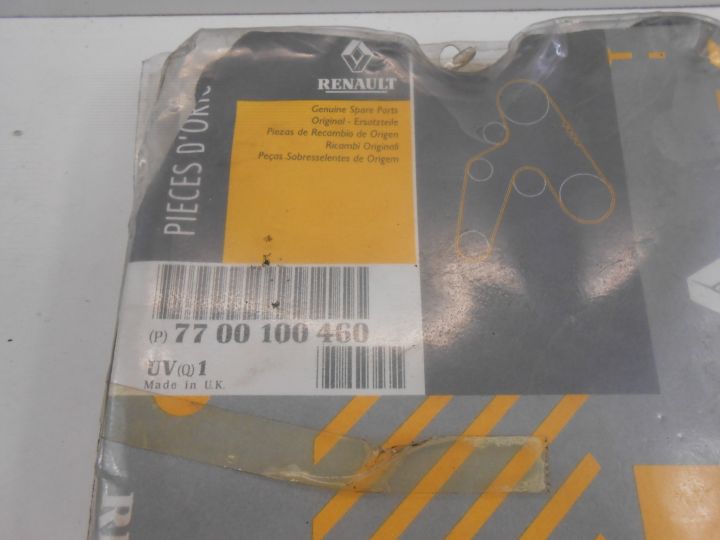 RENAULT
Genuine Spare Parts
Original - Ersatzteile
Piezas de Recambio de Origen
Ricambi Originali
Peças Sobresselentes de Origem
PIECES D'ORIG
(P) 77 00 100 460
UV(Q)1
Made in U.K.